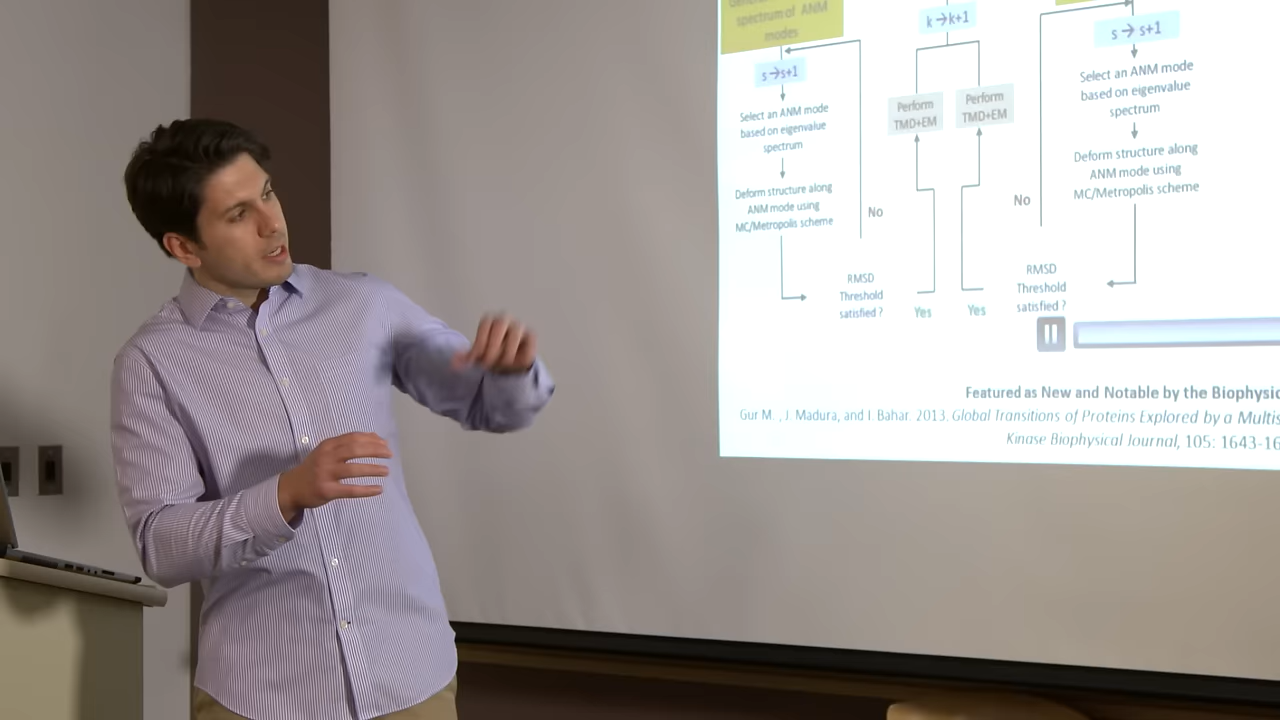 spectrum of ANM
modes
s→s+1
Select an ANM mode
based on eigenvalue
spectrum
Deform structure along
ANM mode using
MC/Metropolis scheme
No
RMSD
Threshold
satisfied ?
Yes
k→k+1
Perform
TMD+EM
Perform
TMD+EM
s→s+1
Select an ANM mode
based on eigenvalue
spectrum
Deform structure along
ANM mode using
MC/Metropolis scheme
No
RMSD
Threshold
satisfied ?
Yes
Featured as New and Notable by the
Gur M. , J. Madura, and I. Bahar. 2013. Global Transitions of Proteins Explored by a
Kinase Biophysical Journal, 105: 1643-16